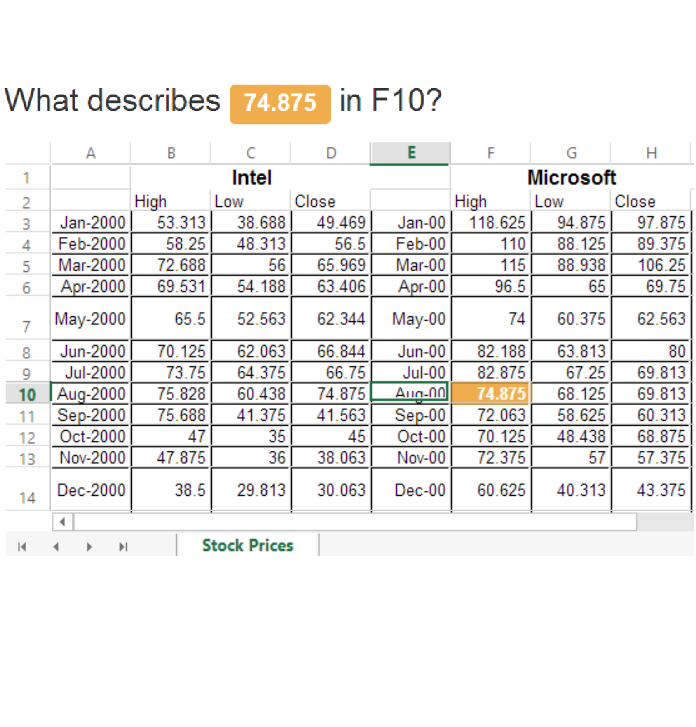 What describes 74.875 in F10?
A B C D E F G H
1 Intel Microsoft
2 High Low Close High Low Close
3 Jan-2000 53.313 38.688 49.469 Jan-00 118.625 94.875 97.875
4 Feb-2000 58.25 48.313 56.5 Feb-00 110 88.125 89.375
5 Mar-2000 72.688 56 65.969 Mar-00 115 88.938 106.25
6 Apr-2000 69.531 54.188 63.406 Apr-00 96.5 65 69.75
7 May-2000 65.5 52.563 62.344 May-00 74 60.375 62.563
8 Jun-2000 70.125 62.063 66.844 Jun-00 82.188 63.813 80
9 Jul-2000 73.75 64.375 66.75 Jul-00 82.875 67.25 69.813
10 Aug-2000 75.828 60.438 74.875 Aug-00 74.875 68.125 69.813
11 Sep-2000 75.688 41.375 41.563 Sep-00 72.063 58.625 60.313
12 Oct-2000 47 35 45 Oct-00 70.125 48.438 68.875
13 Nov-2000 47.875 36 38.063 Nov-00 72.375 57 57.375
14 Dec-2000 38.5 29.813 30.063 Dec-00 60.625 40.313 43.375
Stock Prices